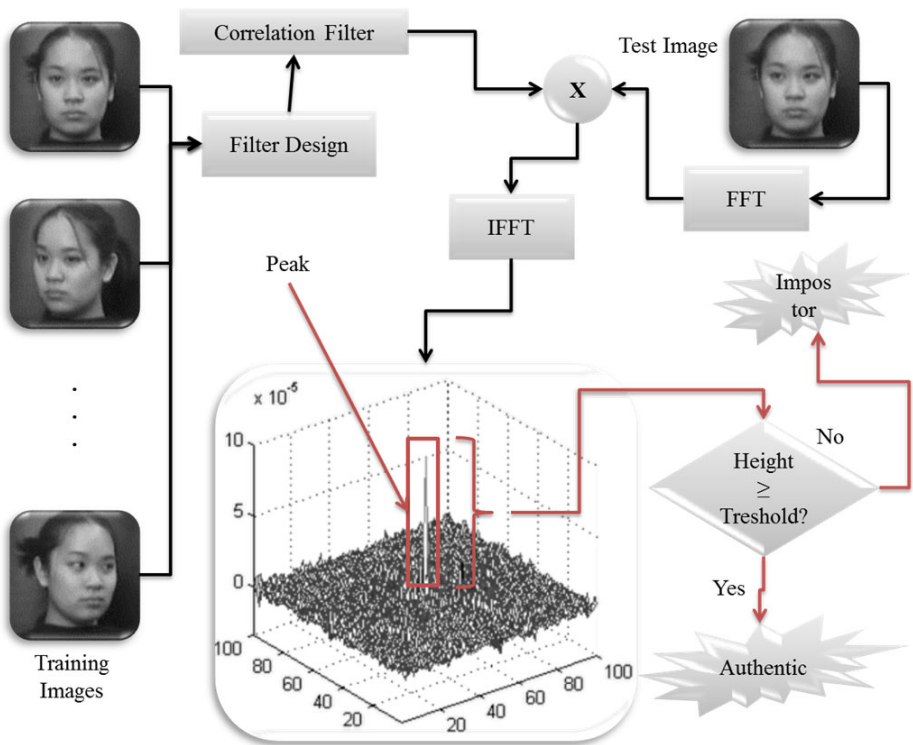 Correlation Filter
Test Image
X
Filter Design
FFT
IFFT
Peak
Impos
tor
.
.
.
x 10-5
10
5
0
No
Height
≥
Treshold?
Yes
Training
Images
Authentic
100
80
60
40
20
20
40
60
80
100